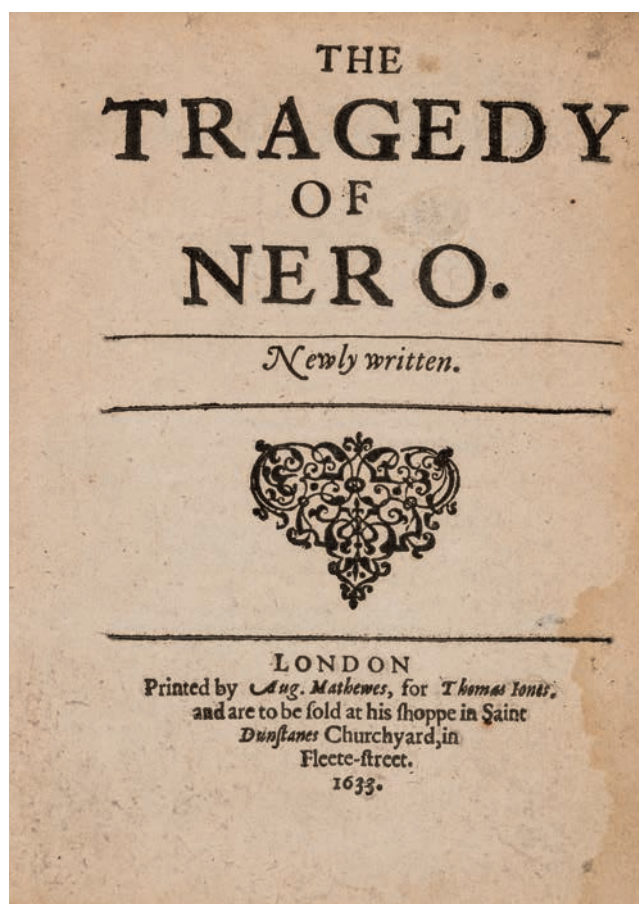 THE
TRAGEDY
OF
NERO.
Newly written.
LONDON
Printed by Aug. Mathewes, for Thomas Iones,
and are to be ſold at his ſhoppe in Saint
Dunſtanes Churchyard, in
Fleete-ſtreet.
1633.